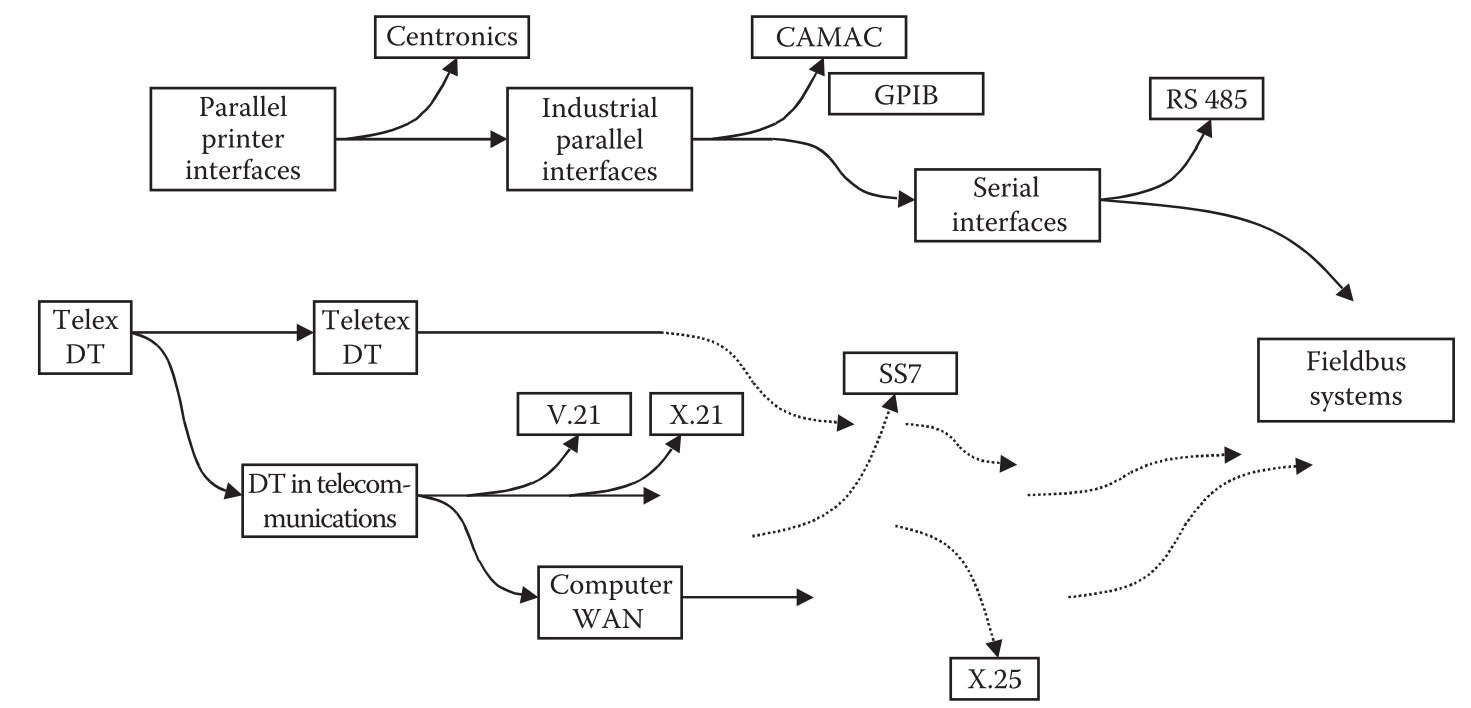 Centronics
CAMAC
GPIB
RS 485
Parallel
printer
interfaces
Industrial
parallel
interfaces
Serial
interfaces
Telex
DT
Teletex
DT
SS7
Fieldbus
systems
V.21
X.21
DT in telecom-
munications
Computer
WAN
X.25